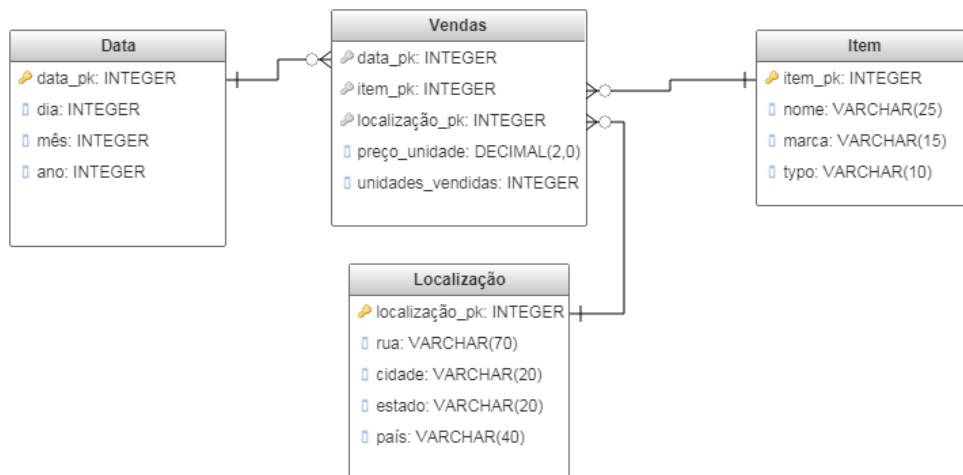 Data
data_pk: INTEGER
dia: INTEGER
mês: INTEGER
ano: INTEGER
Vendas
data_pk: INTEGER
item_pk: INTEGER
localização_pk: INTEGER
preço_unidade: DECIMAL(2,0)
unidades_vendidas: INTEGER
Item
item_pk: INTEGER
nome: VARCHAR(25)
marca: VARCHAR(15)
typo: VARCHAR(10)
Localização
localização_pk: INTEGER
rua: VARCHAR(70)
cidade: VARCHAR(20)
estado: VARCHAR(20)
país: VARCHAR(40)